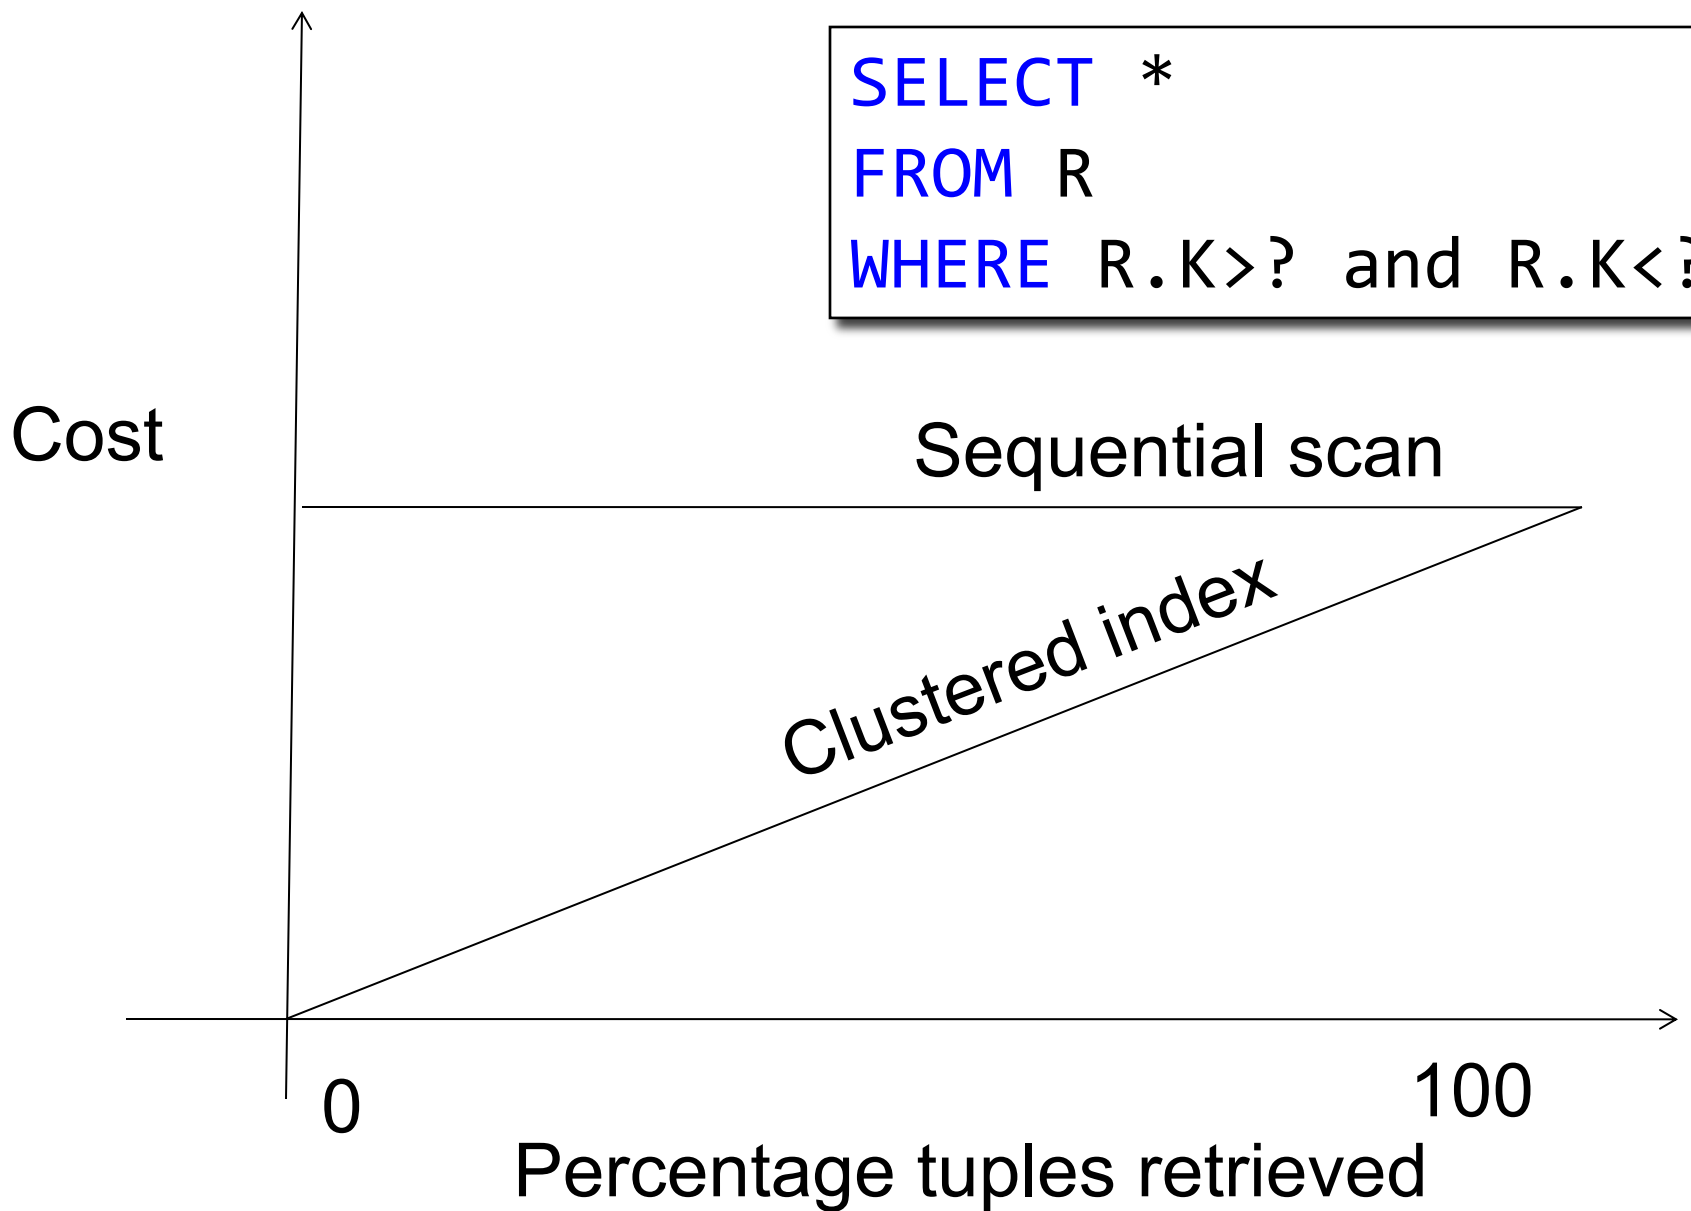 SELECT *
FROM R
WHERE R.K>? and R.K<?
Cost
Sequential scan
Clustered index
0
100
Percentage tuples retrieved